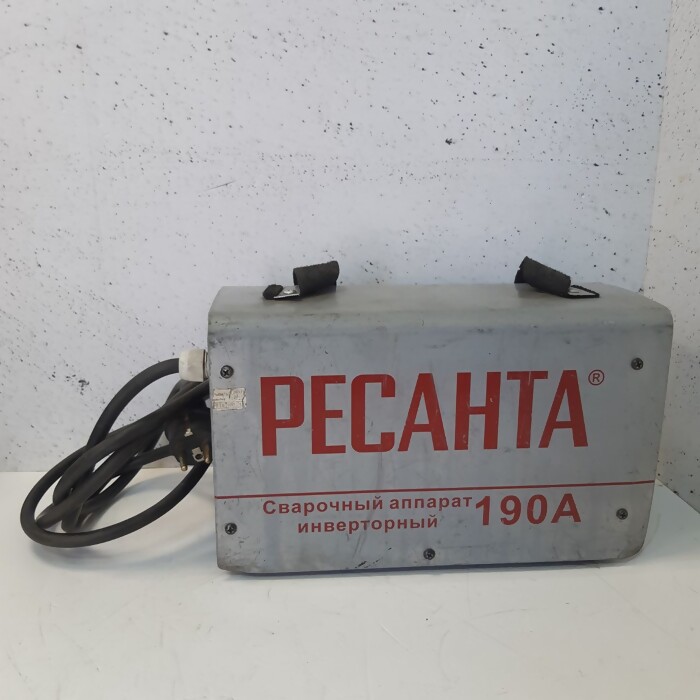 РЕСАНТА®
Сварочный аппарат
инверторный
190А